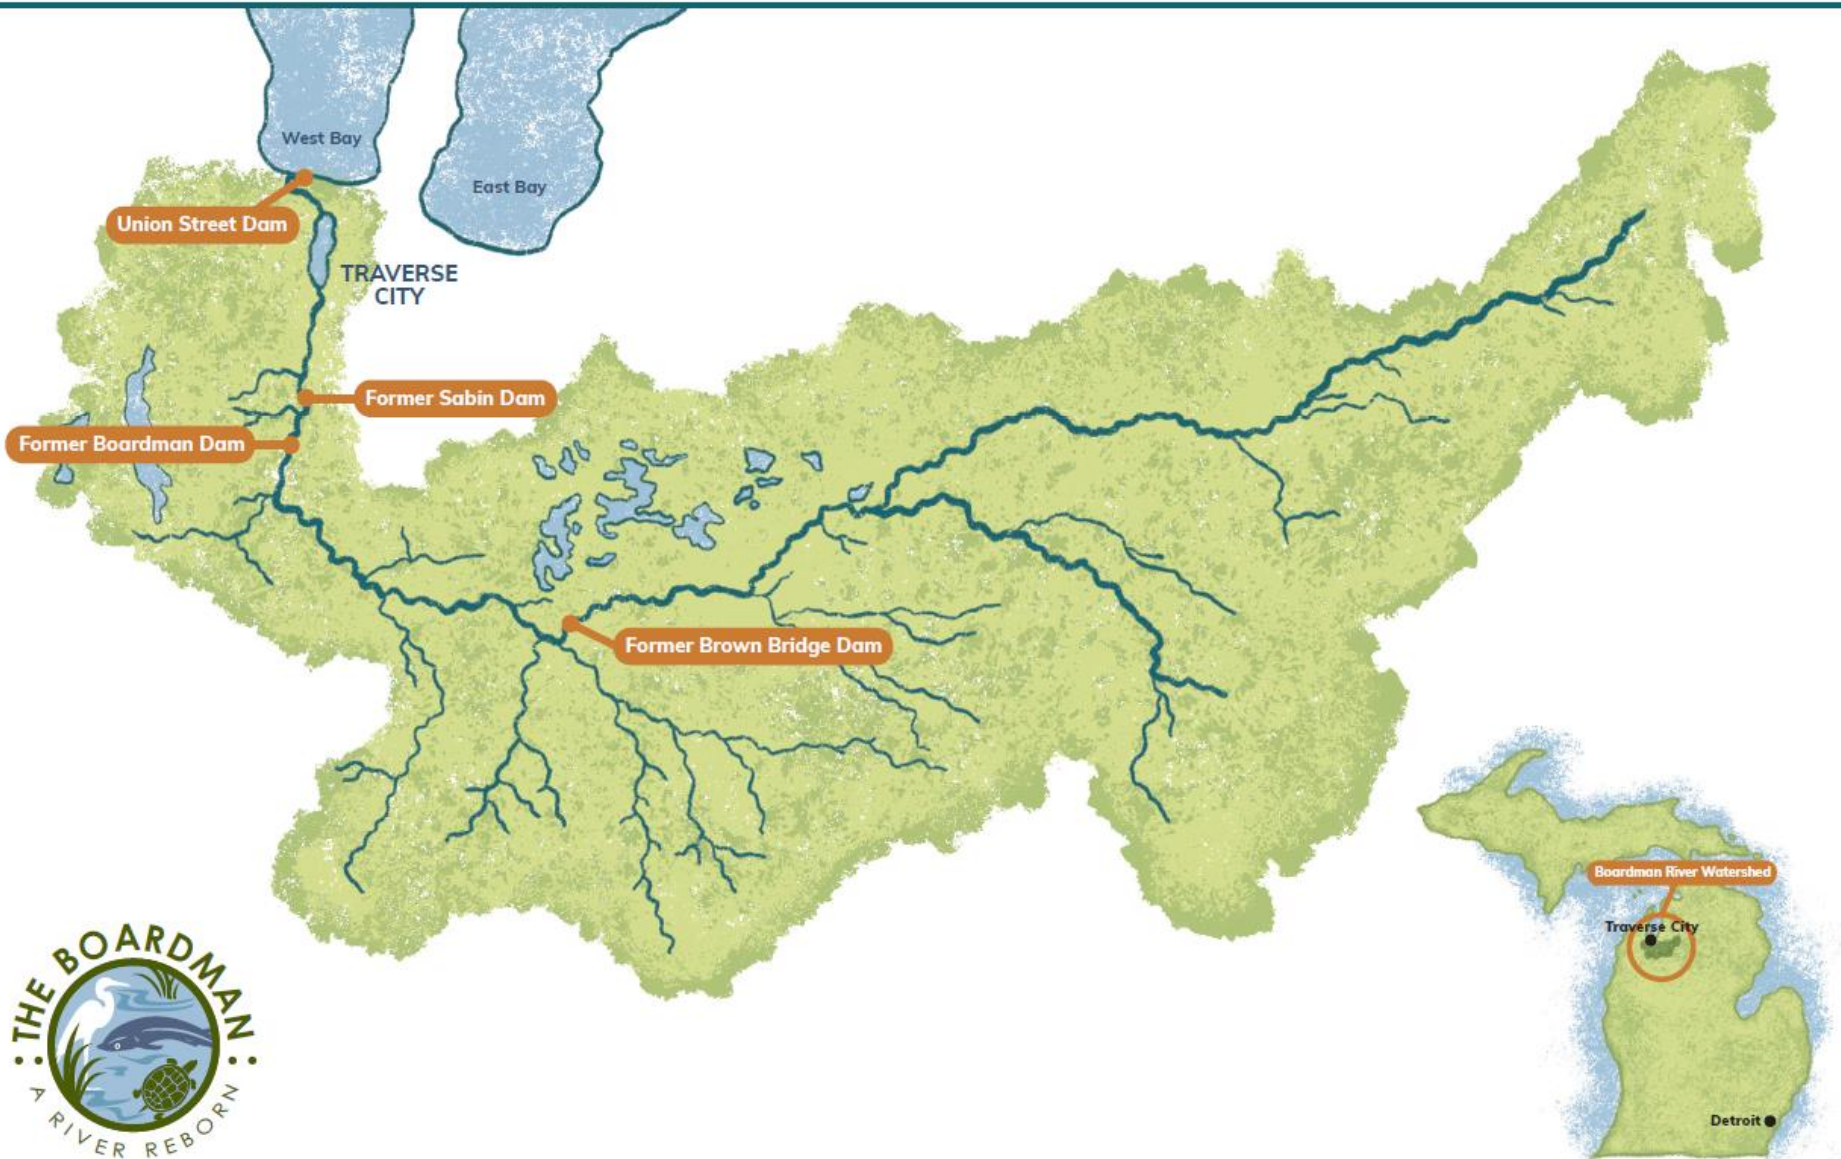 West Bay
East Bay
Union Street Dam
TRAVERSE
CITY
Former Sabin Dam
Former Boardman Dam
Former Brown Bridge Dam
Boardman River Watershed
Traverse City
Detroit
THE BOARDMAN
A RIVER REBORN